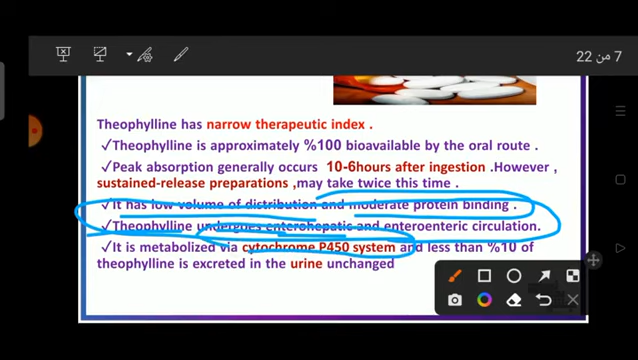 7 من 22
Theophylline has narrow therapeutic index .
✓Theophylline is approximately %100 bioavailable by the oral route .
✓Peak absorption generally occurs 10-6hours after ingestion .However ,
sustained-release preparations ,may take twice this time .
✓It has low volume of distribution and moderate protein binding .
✓Theophylline undergoes enterohepatic and enteroenteric circulation.
✓It is metabolized via cytochrome P450 system and less than %10 of
theophylline is excreted in the urine unchanged